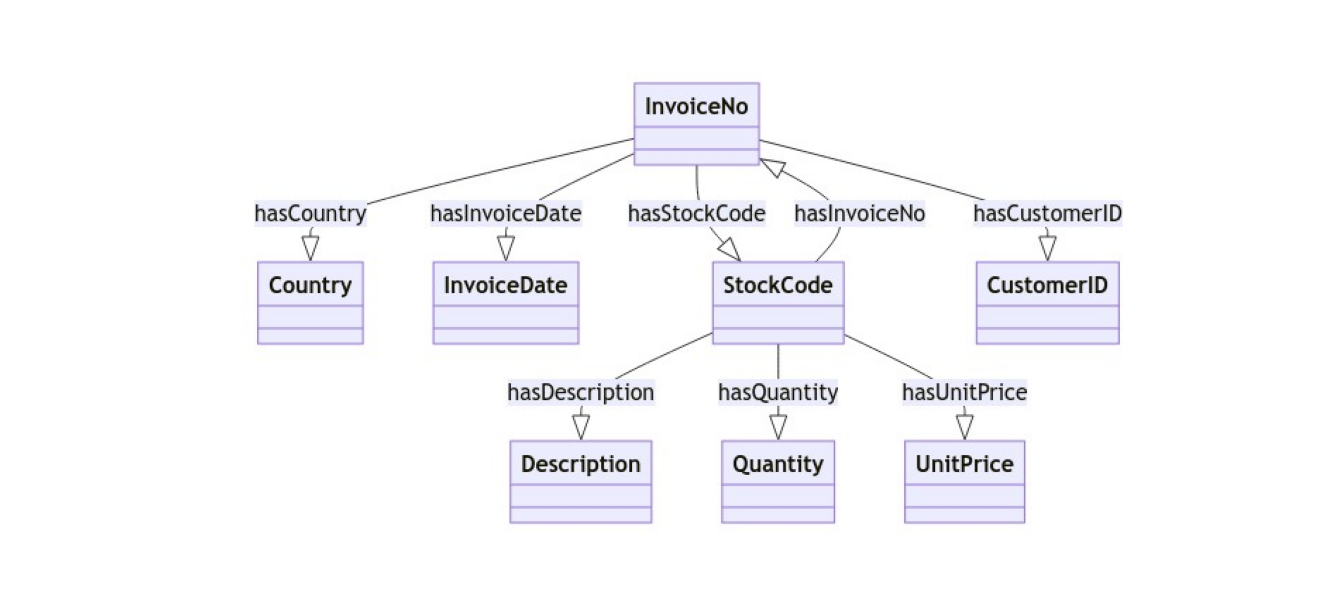 InvoiceNo
hasCountry hasInvoiceDate hasStockCode hasInvoiceNo hasCustomerID
Country InvoiceDate StockCode CustomerID
hasDescription hasQuantity hasUnitPrice
Description Quantity UnitPrice